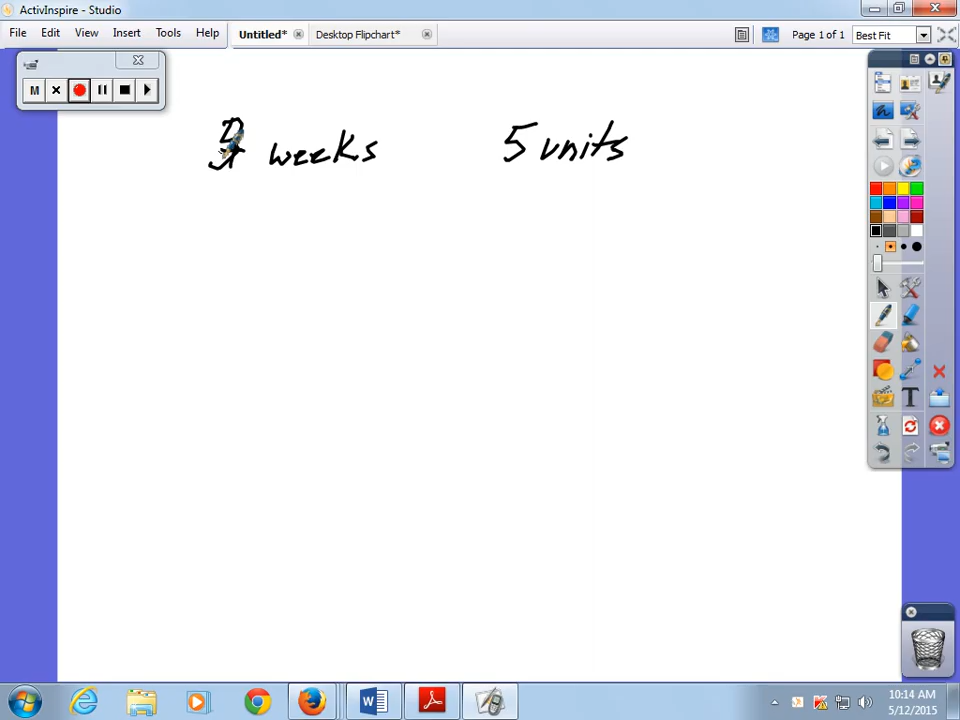 ActivInspire - Studio
File Edit View Insert Tools Help Untitled* Desktop Flipchart* Page 1 of 1 Best Fit
M
weeks 5 units
T
W
10:14 AM
5/12/2015